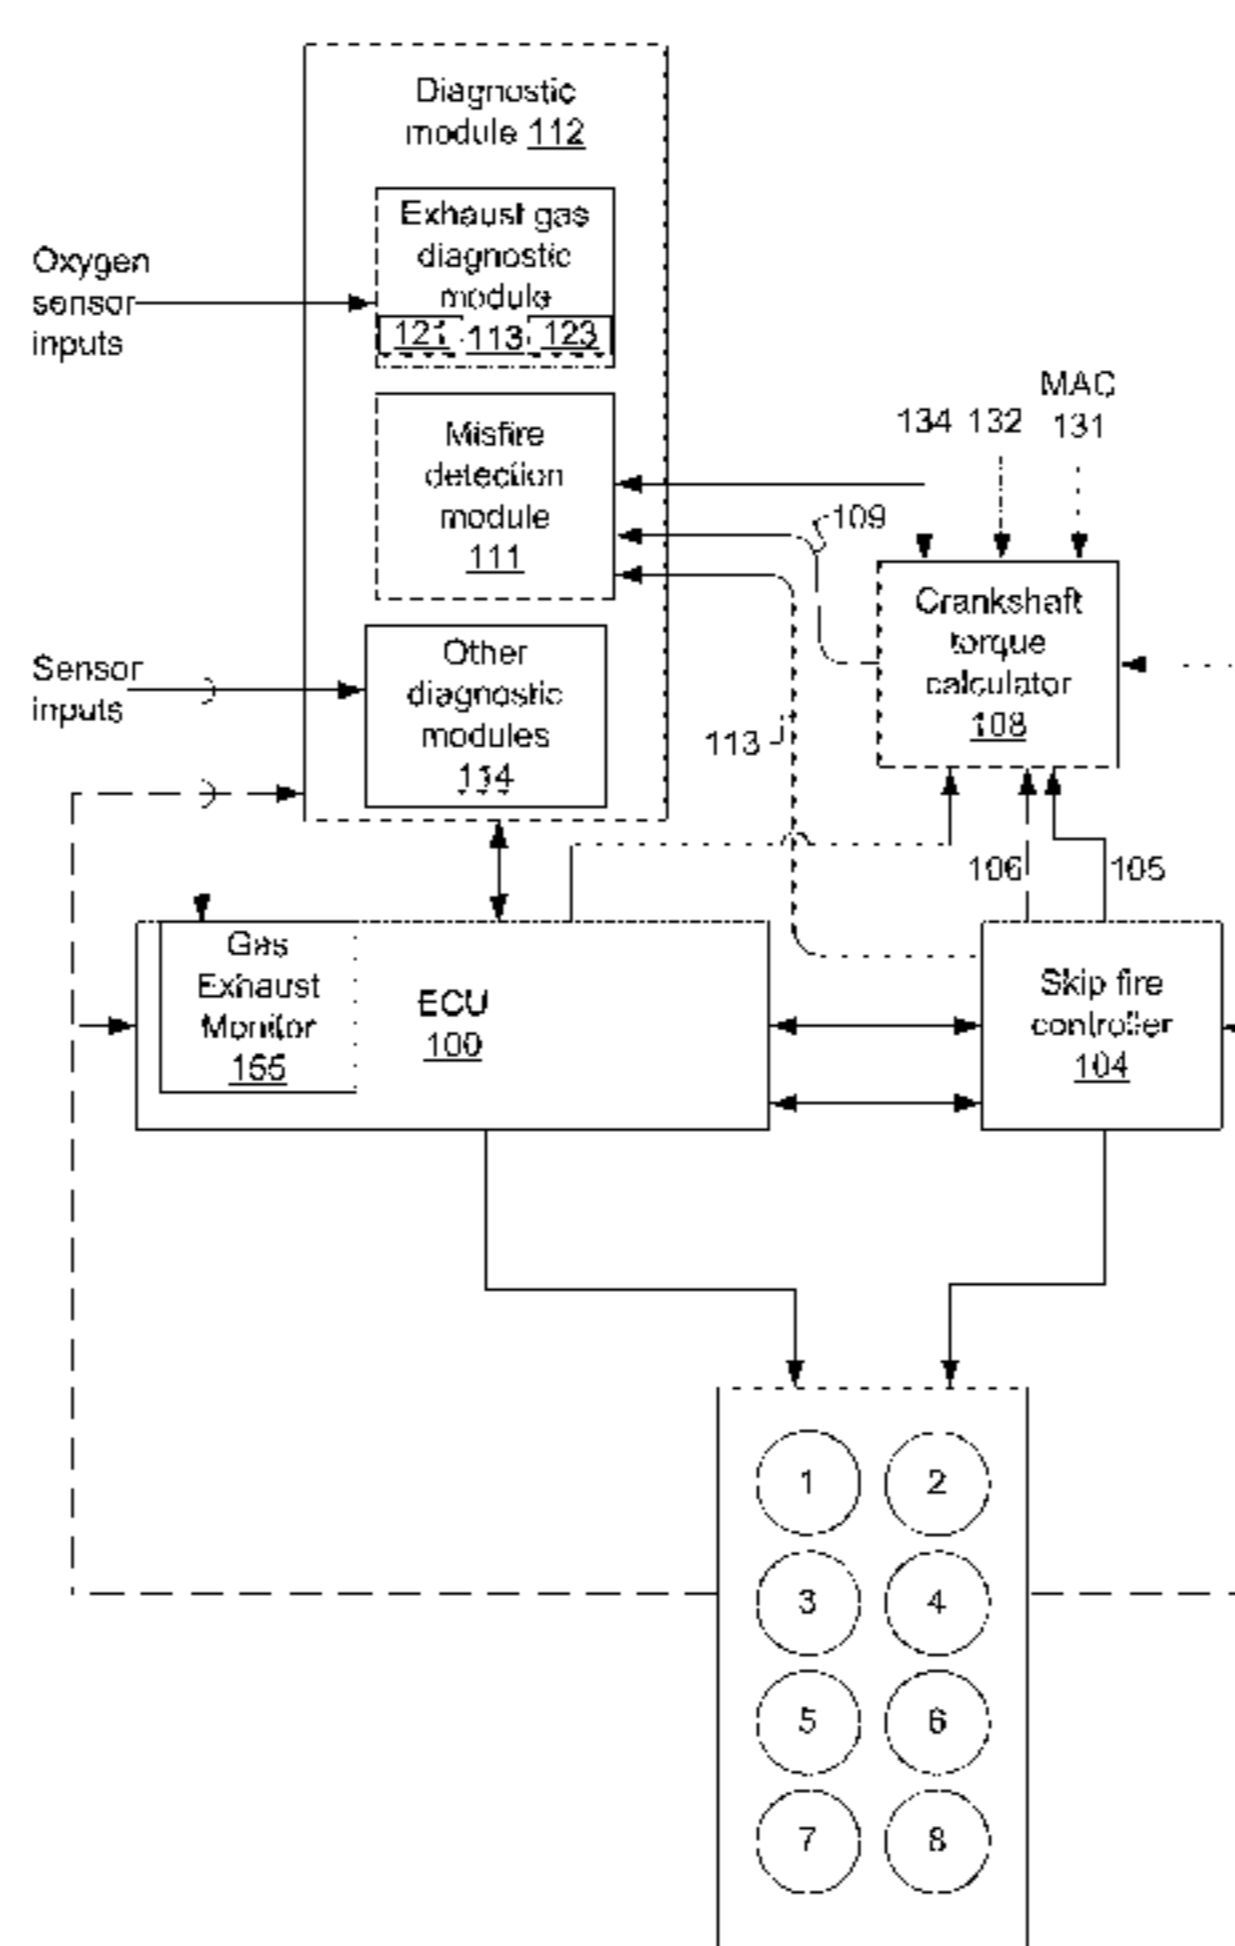 Diagnostic
module 112
Exhaust gas
diagnostic
module
121 113 123
Oxygen
sensor
inputs
Misfire
detection
module
111
MAC
134 132 131
109
Crankshaft
torque
calculator
108
Sensor
inputs
Other
diagnostic
modules
114
113
106
105
Gas
Exhaust
Monitor
155
ECU
100
Skip fire
controller
104
1 2
3 4
5 6
7 8